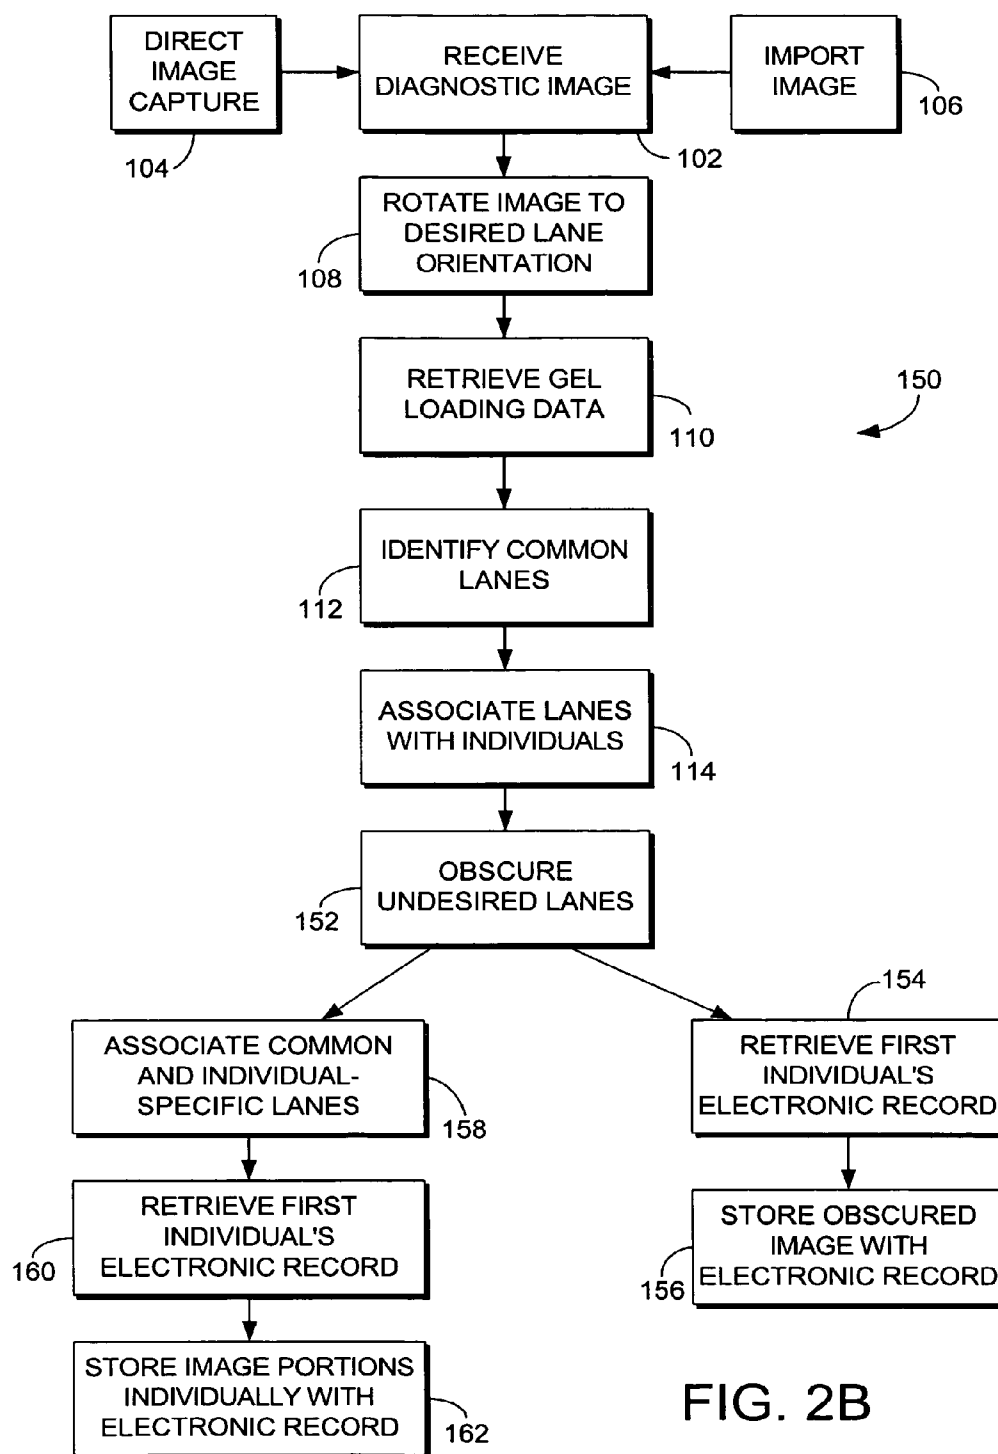 DIRECT
IMAGE
CAPTURE
104
RECEIVE
DIAGNOSTIC IMAGE
102
IMPORT
IMAGE
106
ROTATE IMAGE TO
DESIRED LANE
ORIENTATION
108
RETRIEVE GEL
LOADING DATA
110
150
IDENTIFY COMMON
LANES
112
ASSOCIATE LANES
WITH INDIVIDUALS
114
OBSCURE
UNDESIRED LANES
152
ASSOCIATE COMMON
AND INDIVIDUAL-
SPECIFIC LANES
158
RETRIEVE FIRST
INDIVIDUAL'S
ELECTRONIC RECORD
160
STORE IMAGE PORTIONS
INDIVIDUALLY WITH
ELECTRONIC RECORD
162
154
RETRIEVE FIRST
INDIVIDUAL'S
ELECTRONIC RECORD
STORE OBSCURED
IMAGE WITH
ELECTRONIC RECORD
156
FIG. 2B